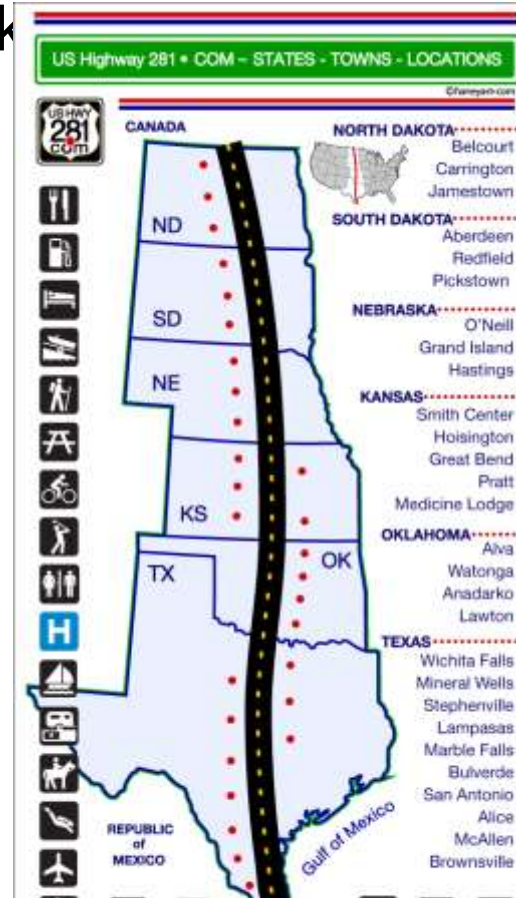 k
US Highway 281 • COM – STATES - TOWNS - LOCATIONS
©harveyart-com
US HWY
281
COM
CANADA
NORTH DAKOTA
Belcourt
Carrington
Jamestown
ND
SOUTH DAKOTA
Aberdeen
Redfield
Pickstown
SD
NEBRASKA
O'Neill
Grand Island
Hastings
NE
KANSAS
Smith Center
Hoisington
Great Bend
Pratt
Medicine Lodge
KS
OKLAHOMA
Alva
Watonga
Anadarko
Lawton
OK
TX
H
TEXAS
Wichita Falls
Mineral Wells
Stephenville
Lampasas
Marble Falls
Bulverde
San Antonio
Alice
McAllen
Brownsville
REPUBLIC
of
MEXICO
Gulf of Mexico